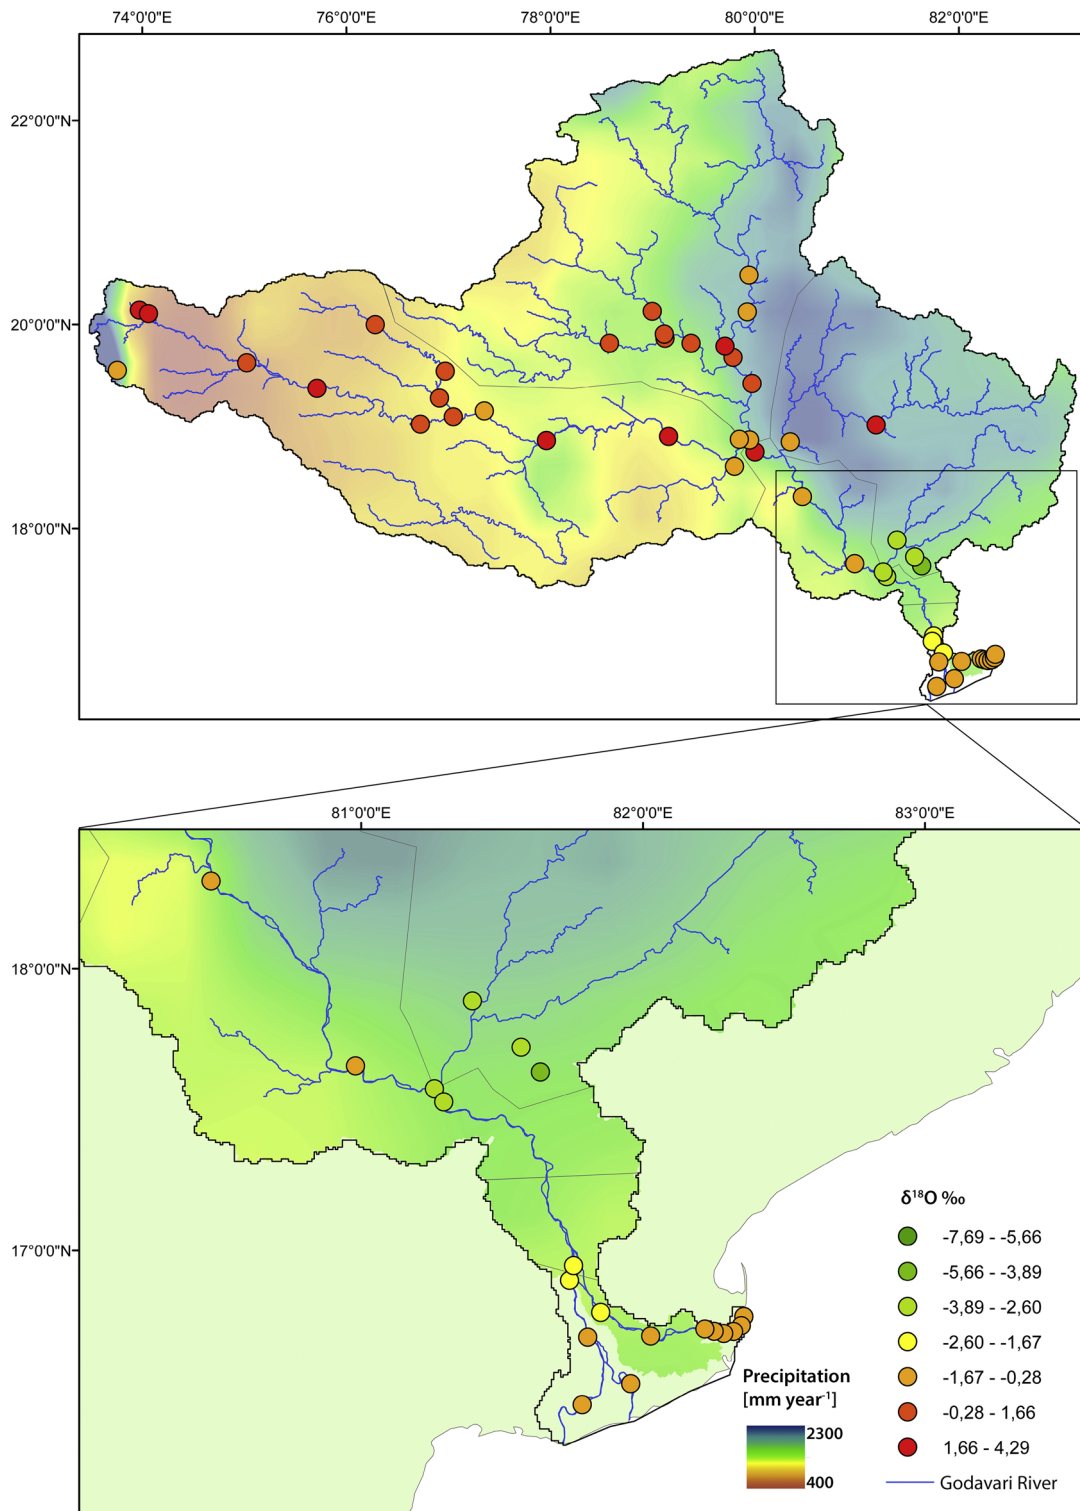 74°0'0"E 76°0'0"E 78°0'0"E 80°0'0"E 82°0'0"E
22°0'0"N
20°0'0"N
18°0'0"N
81°0'0"E 82°0'0"E 83°0'0"E
18°0'0"N
17°0'0"N
δ¹⁸O ‰
-7,69 - -5,66
-5,66 - -3,89
-3,89 - -2,60
-2,60 - -1,67
-1,67 - -0,28
-0,28 - 1,66
1,66 - 4,29
Godavari River
Precipitation
[mm year⁻¹]
2300
400